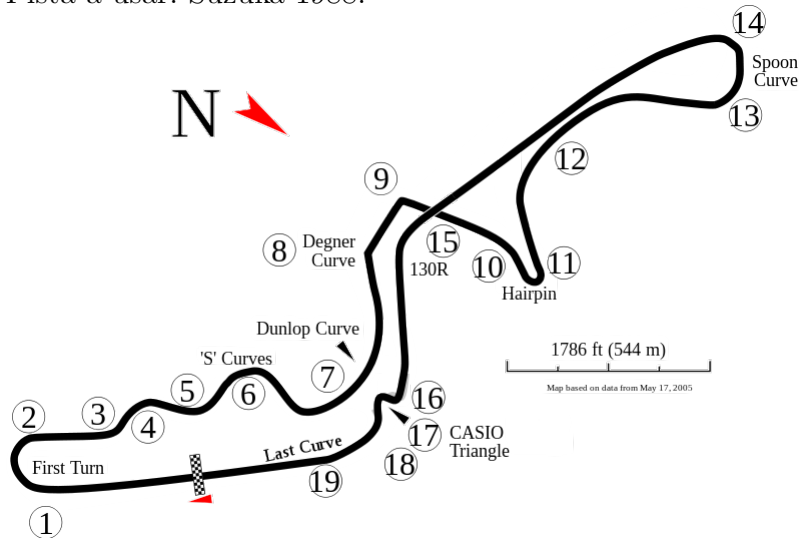 Pista a usar: Suzuka 1988.
14
Spoon
Curve
N
13
12
9
8
Degner
Curve
15
130R
10
11
Hairpin
Dunlop Curve
'S' Curves
7
1786 ft (544 m)
Map based on data from May 17, 2005
5
6
2
3
4
16
17
CASIO
Triangle
18
Last Curve
First Turn
19
1